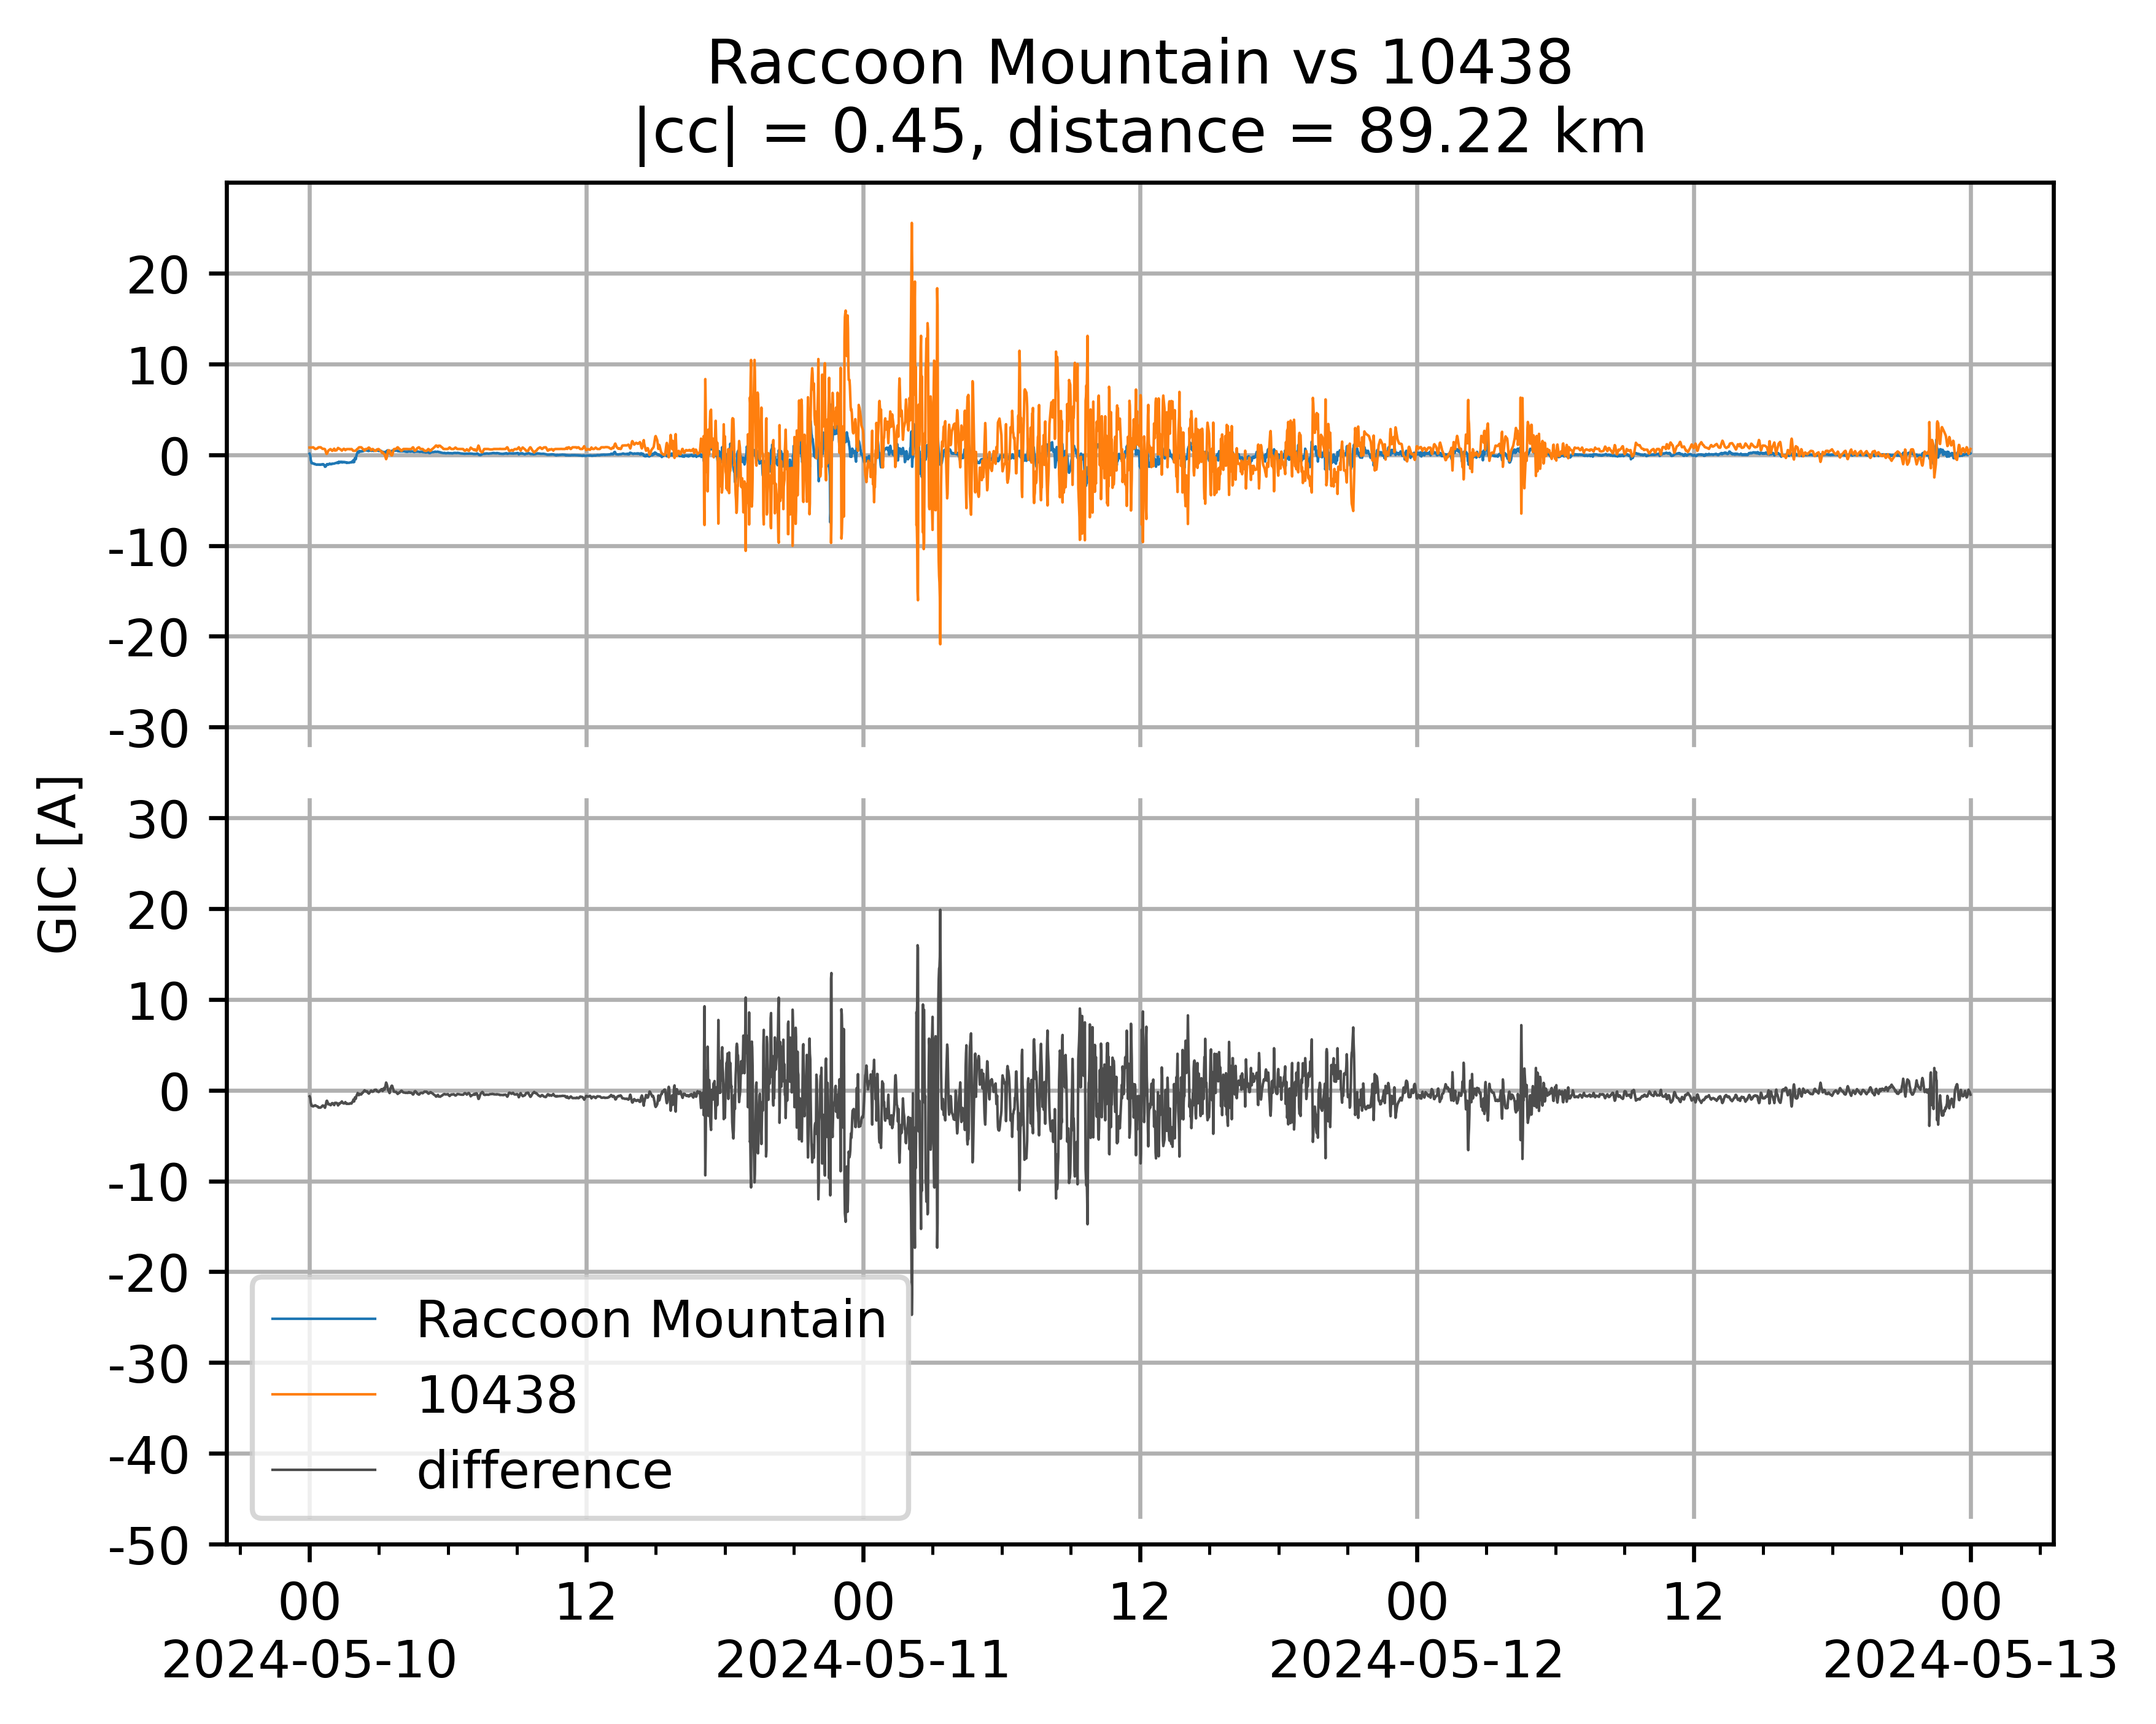 Raccoon Mountain vs 10438
|cc| = 0.45, distance = 89.22 km
GIC [A]
20
10
0
-10
-20
-30
30
20
10
0
-10
-20
-30
-40
-50
Raccoon Mountain
10438
difference
00 12 00 12 00 12 00
2024-05-10 2024-05-11 2024-05-12 2024-05-13